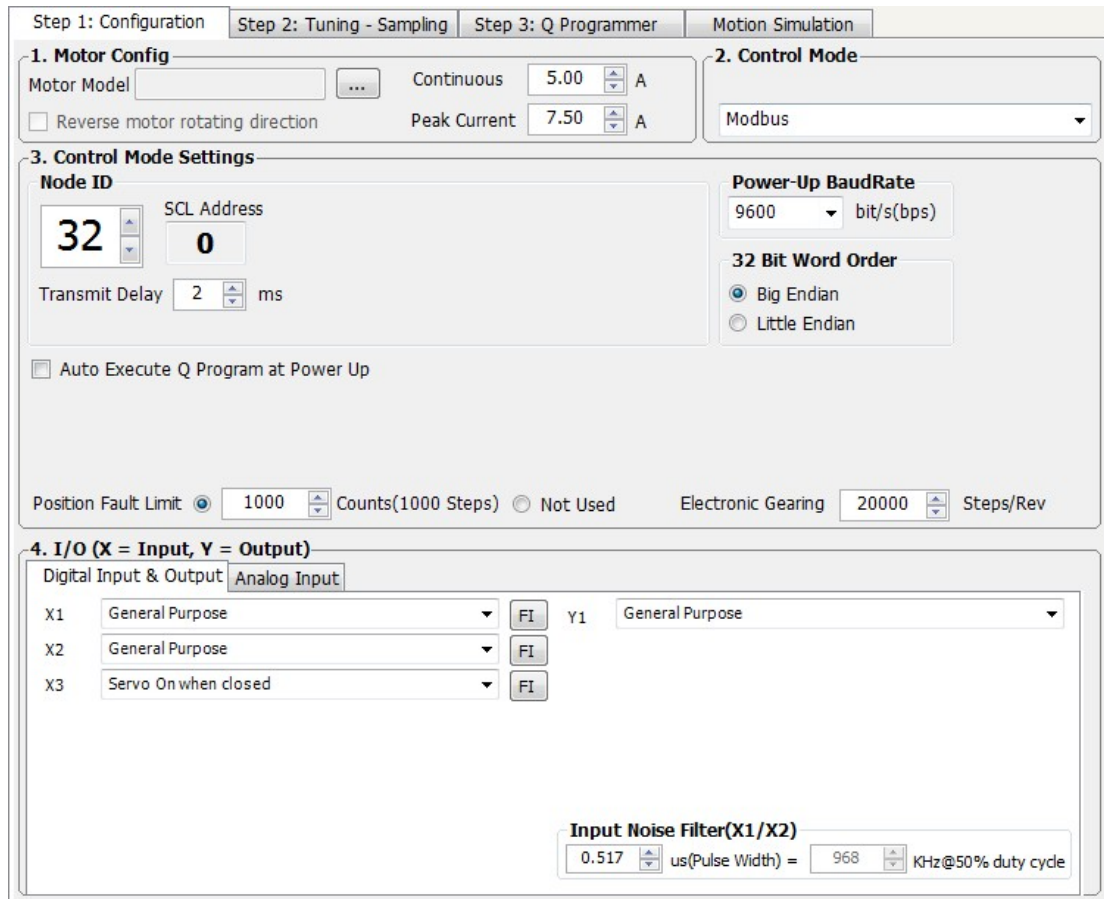 Step 1: Configuration Step 2: Tuning - Sampling Step 3: Q Programmer Motion Simulation
1. Motor Config
Motor Model ... Continuous 5.00 A
Reverse motor rotating direction Peak Current 7.50 A
2. Control Mode
Modbus
3. Control Mode Settings
Node ID
32 SCL Address
0
Transmit Delay 2 ms
Power-Up BaudRate
9600 bit/s(bps)
32 Bit Word Order
Big Endian
Little Endian
Auto Execute Q Program at Power Up
Position Fault Limit 1000 Counts(1000 Steps) Not Used Electronic Gearing 20000 Steps/Rev
4. I/O (X = Input, Y = Output)
Digital Input & Output Analog Input
X1 General Purpose FI Y1 General Purpose
X2 General Purpose FI
X3 Servo On when closed FI
Input Noise Filter(X1/X2)
0.517 us(Pulse Width) = 968 KHz@50% duty cycle